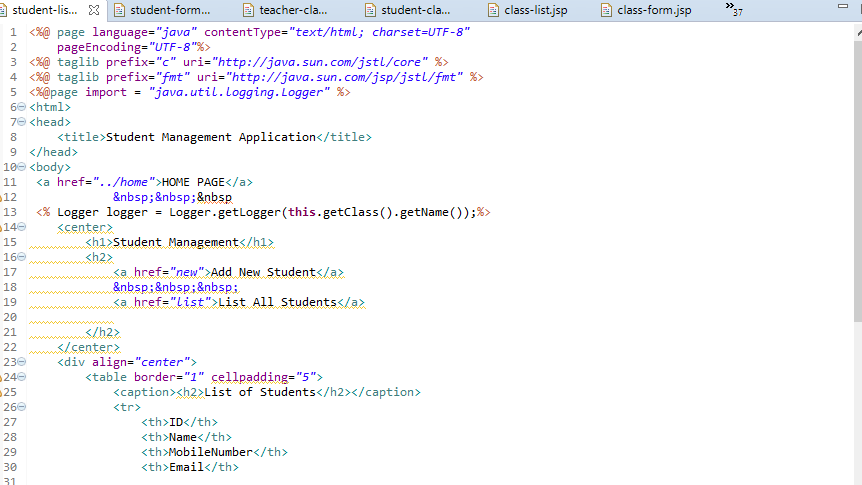 student-lis... student-form... teacher-cla... student-cla... class-list.jsp class-form.jsp »37
1 <%@ page language="java" contentType="text/html; charset=UTF-8"
2     pageEncoding="UTF-8"%>
3 <%@ taglib prefix="c" uri="http://java.sun.com/jstl/core" %>
4 <%@ taglib prefix="fmt" uri="http://java.sun.com/jsp/jstl/fmt" %>
5 <%@page import = "java.util.logging.Logger" %>
6 <html>
7 <head>
8     <title>Student Management Application</title>
9 </head>
10 <body>
11  <a href="../home">HOME PAGE</a>
12             &nbsp;&nbsp;&nbsp
13  <% Logger logger = Logger.getLogger(this.getClass().getName());%>
14     <center>
15         <h1>Student Management</h1>
16         <h2>
17             <a href="new">Add New Student</a>
18             &nbsp;&nbsp;&nbsp;
19             <a href="list">List All Students</a>
20
21         </h2>
22     </center>
23     <div align="center">
24         <table border="1" cellpadding="5">
25             <caption><h2>List of Students</h2></caption>
26             <tr>
27                 <th>ID</th>
28                 <th>Name</th>
29                 <th>MobileNumber</th>
30                 <th>Email</th>
31